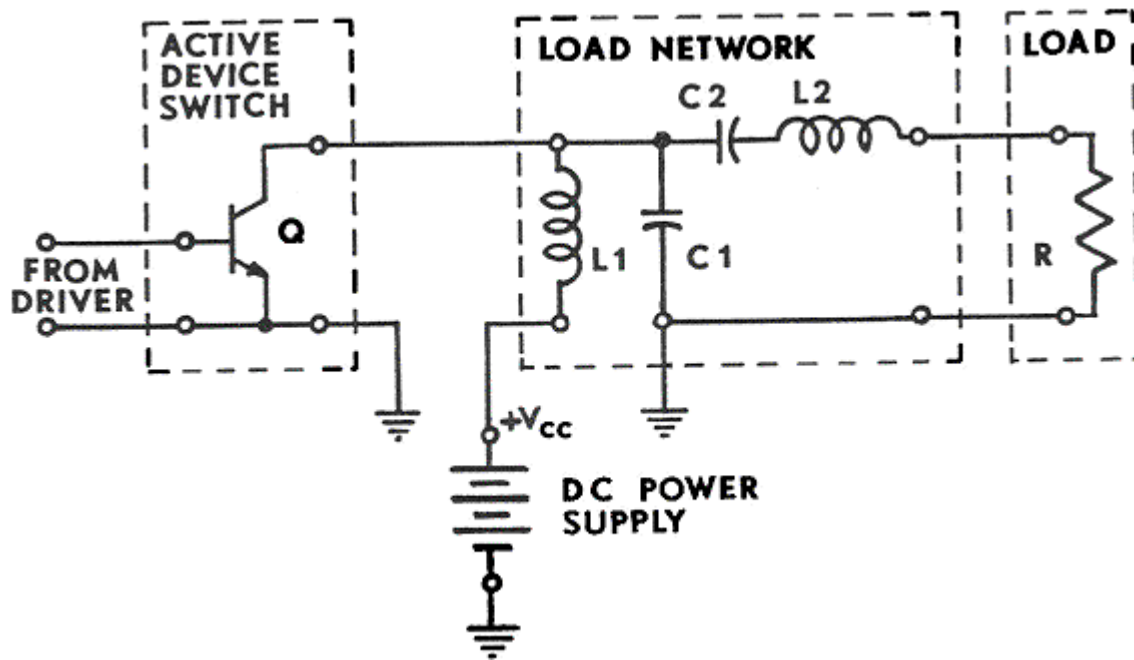 ACTIVE
DEVICE
SWITCH
Q
FROM
DRIVER
LOAD NETWORK
C2
L2
L1
C1
LOAD
R
+Vcc
DC POWER
SUPPLY